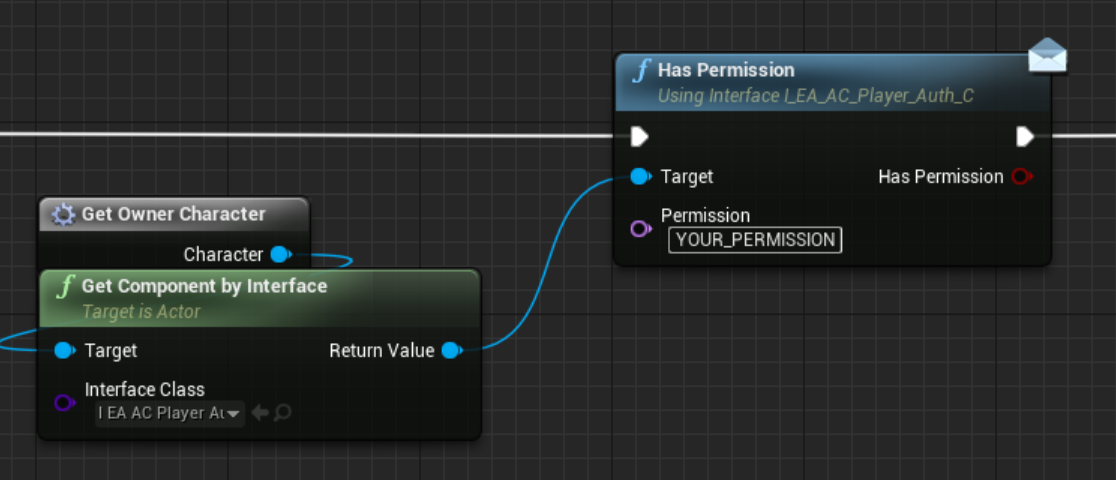 Has Permission
Using Interface I_EA_AC_Player_Auth_C
Target
Has Permission
Permission
YOUR_PERMISSION
Get Owner Character
Character
Get Component by Interface
Target is Actor
Target
Return Value
Interface Class
I EA AC Player